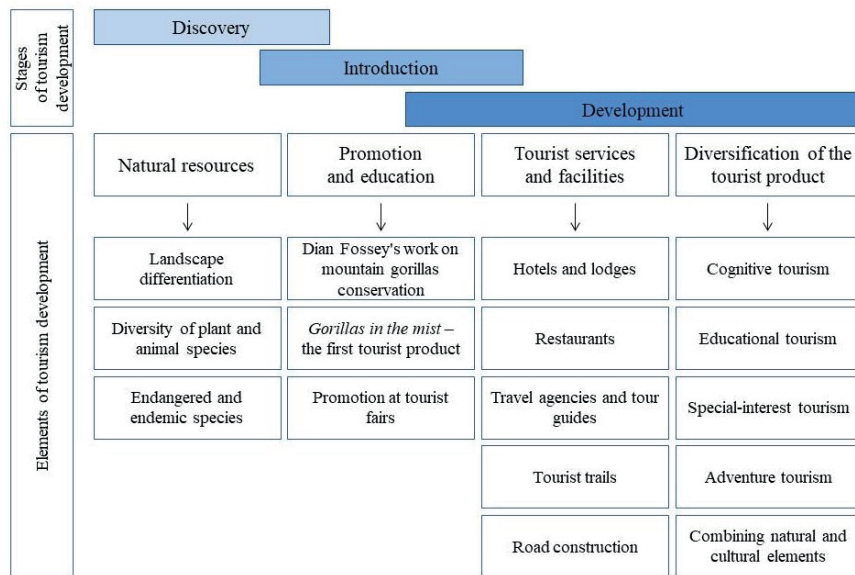 Stages
of tourism
development
Discovery
Introduction
Development
Elements of tourism development
Natural resources
Promotion
and education
Tourist services
and facilities
Diversification of the
tourist product
Landscape
differentiation
Dian Fossey's work on
mountain gorillas
conservation
Hotels and lodges
Cognitive tourism
Diversity of plant and
animal species
Gorillas in the mist –
the first tourist product
Restaurants
Educational tourism
Endangered and
endemic species
Promotion at tourist
fairs
Travel agencies and tour
guides
Special-interest tourism
Tourist trails
Adventure tourism
Road construction
Combining natural and
cultural elements